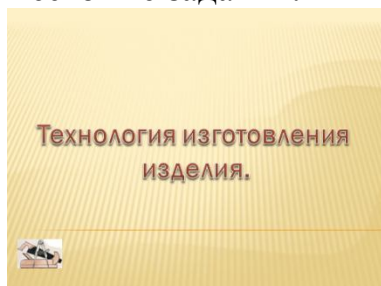 Технология изготовления
изделия.